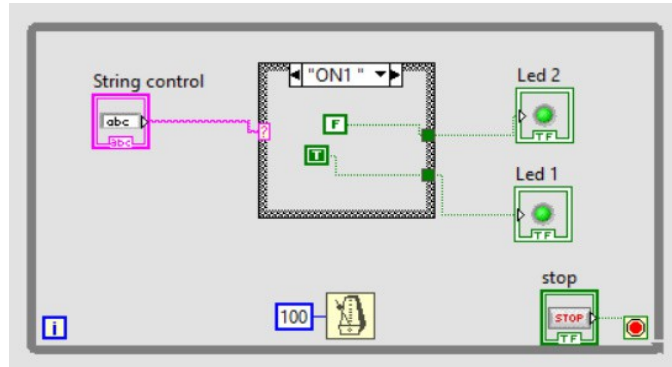 "ON1 "
String control
abc
abc
?
F
T
Led 2
TF
Led 1
TF
stop
STOP
TF
100
i